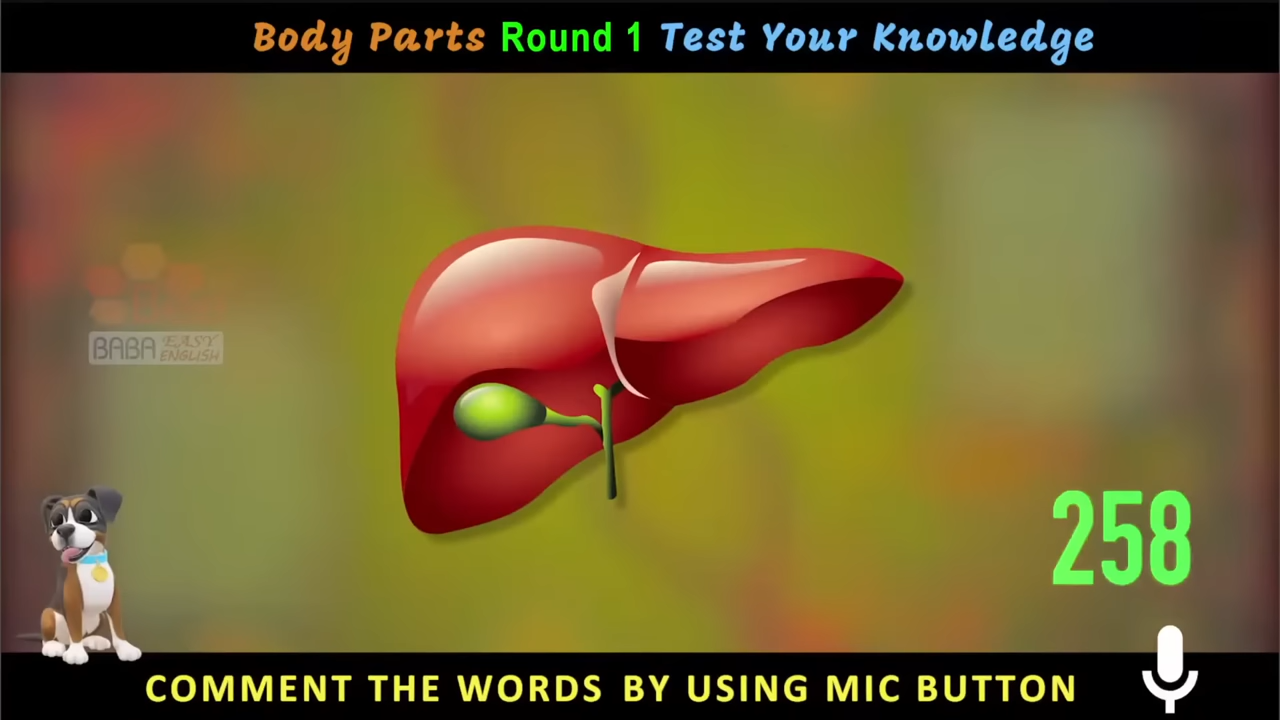 Body Parts Round 1 Test Your Knowledge
BABA EASY ENGLISH
258
COMMENT THE WORDS BY USING MIC BUTTON